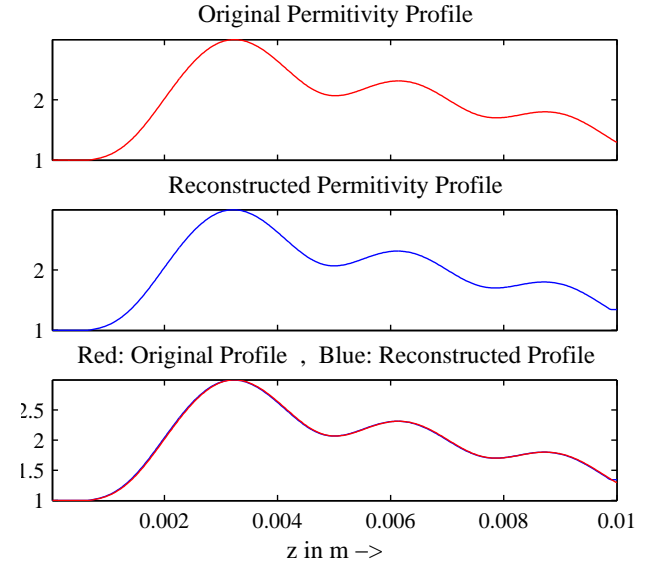 Original Permitivity Profile
2
1
Reconstructed Permitivity Profile
2
1
Red: Original Profile , Blue: Reconstructed Profile
2.5
2
1.5
1
0.002 0.004 0.006 0.008 0.01
z in m −>